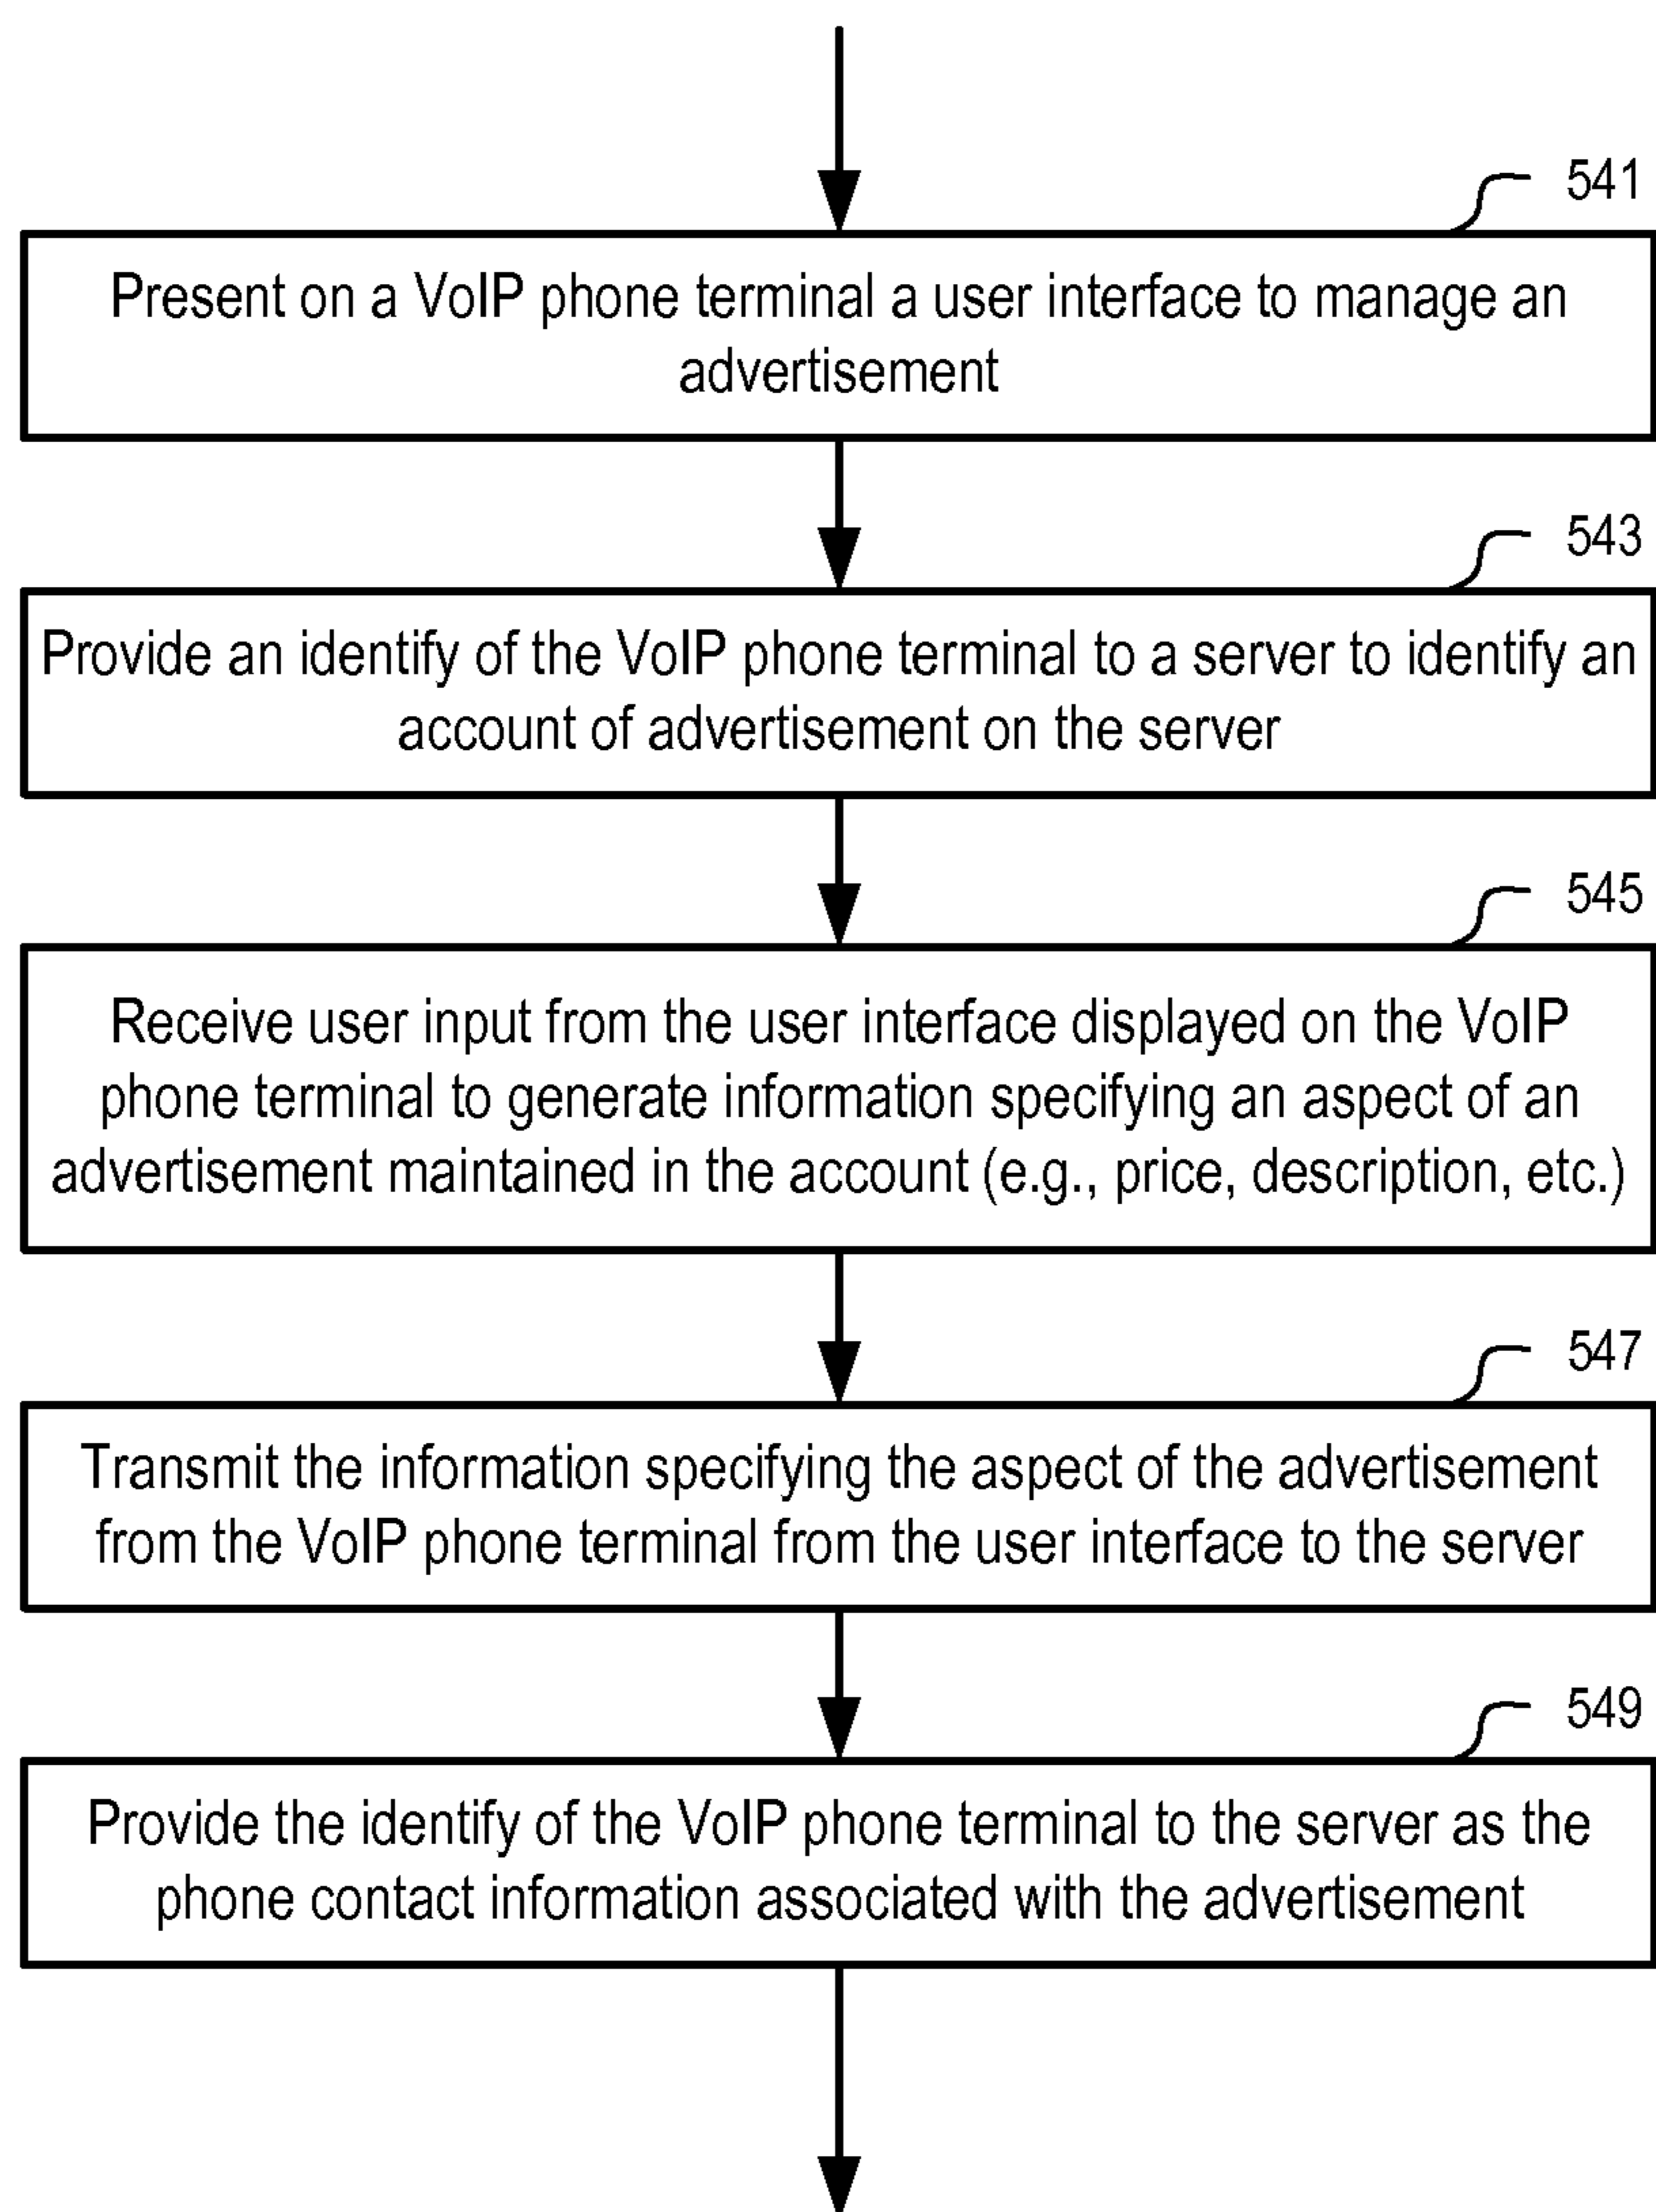 541
Present on a VoIP phone terminal a user interface to manage an
advertisement
543
Provide an identify of the VoIP phone terminal to a server to identify an
account of advertisement on the server
545
Receive user input from the user interface displayed on the VoIP
phone terminal to generate information specifying an aspect of an
advertisement maintained in the account (e.g., price, description, etc.)
547
Transmit the information specifying the aspect of the advertisement
from the VoIP phone terminal from the user interface to the server
549
Provide the identify of the VoIP phone terminal to the server as the
phone contact information associated with the advertisement